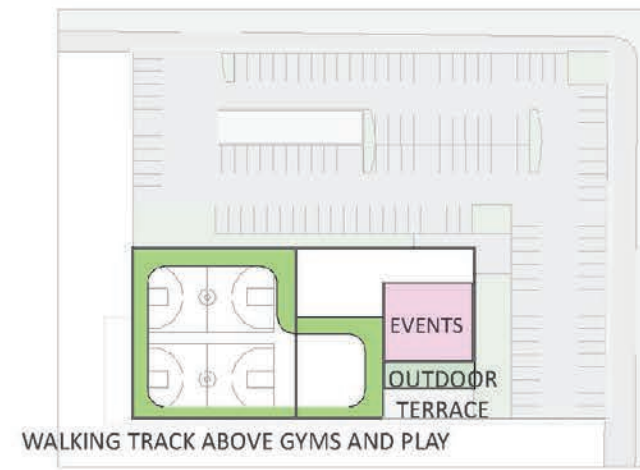 EVENTS
OUTDOOR
TERRACE
WALKING TRACK ABOVE GYMS AND PLAY